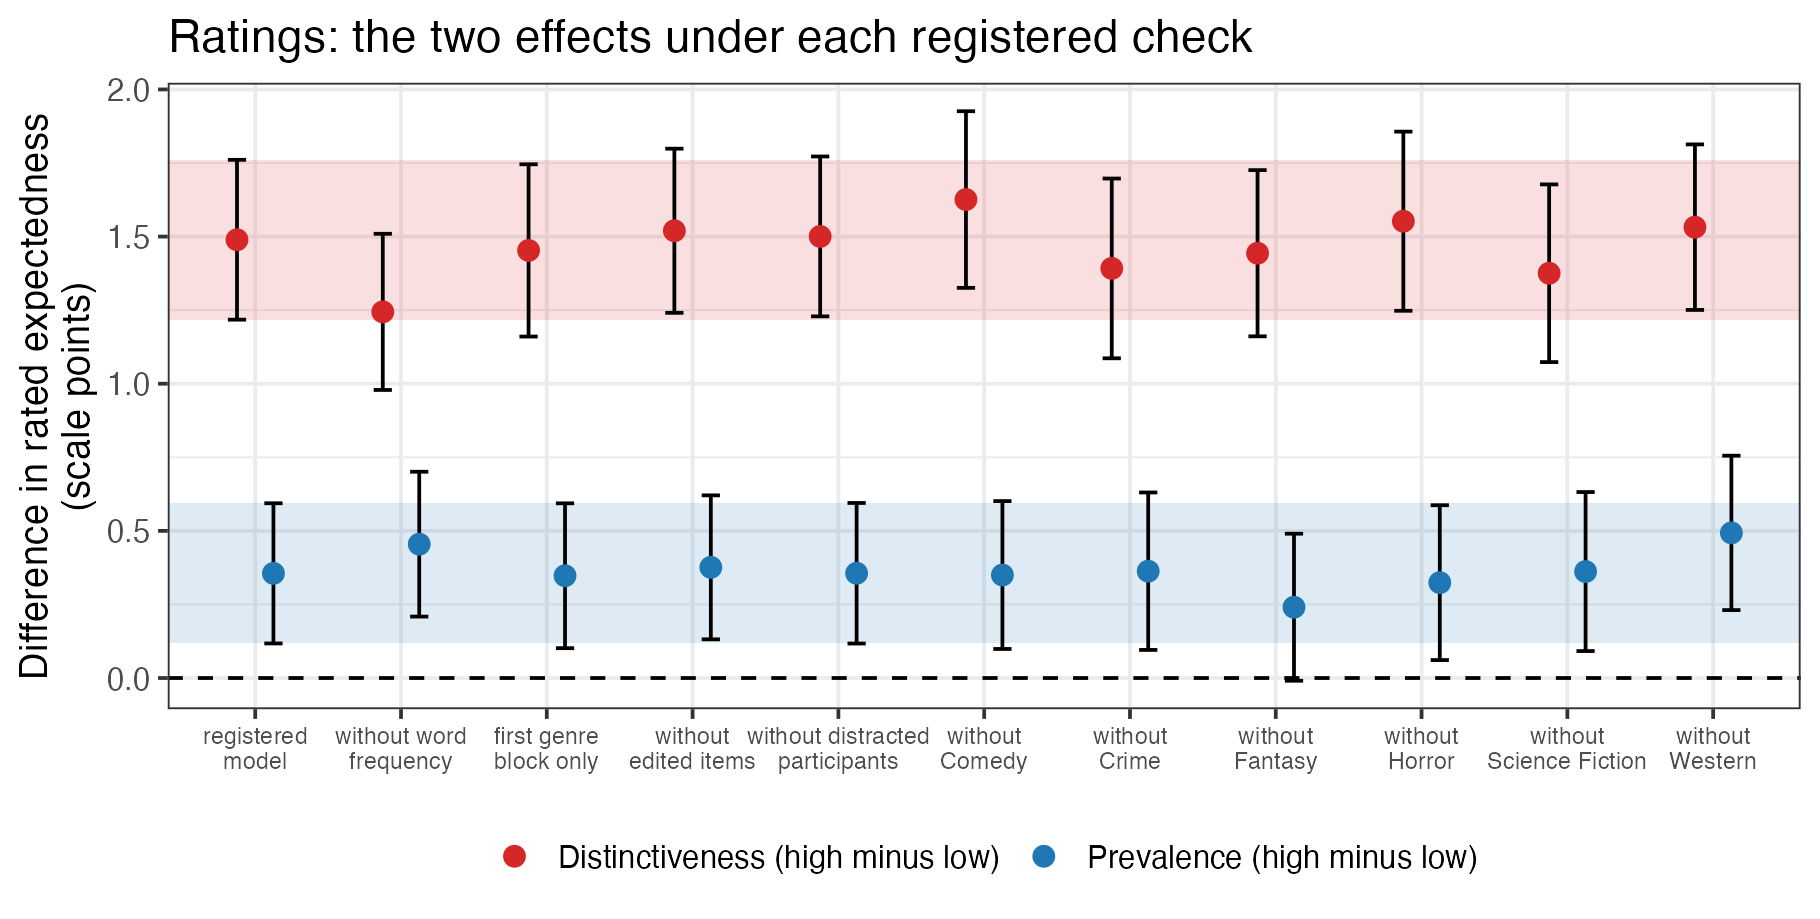 Ratings: the two effects under each registered check
Difference in rated expectedness
(scale points)
2.0
1.5
1.0
0.5
0.0
registered
model
without word
frequency
first genre
block only
without
edited items
without distracted
participants
without
Comedy
without
Crime
without
Fantasy
without
Horror
without
Science Fiction
without
Western
Distinctiveness (high minus low)
Prevalence (high minus low)